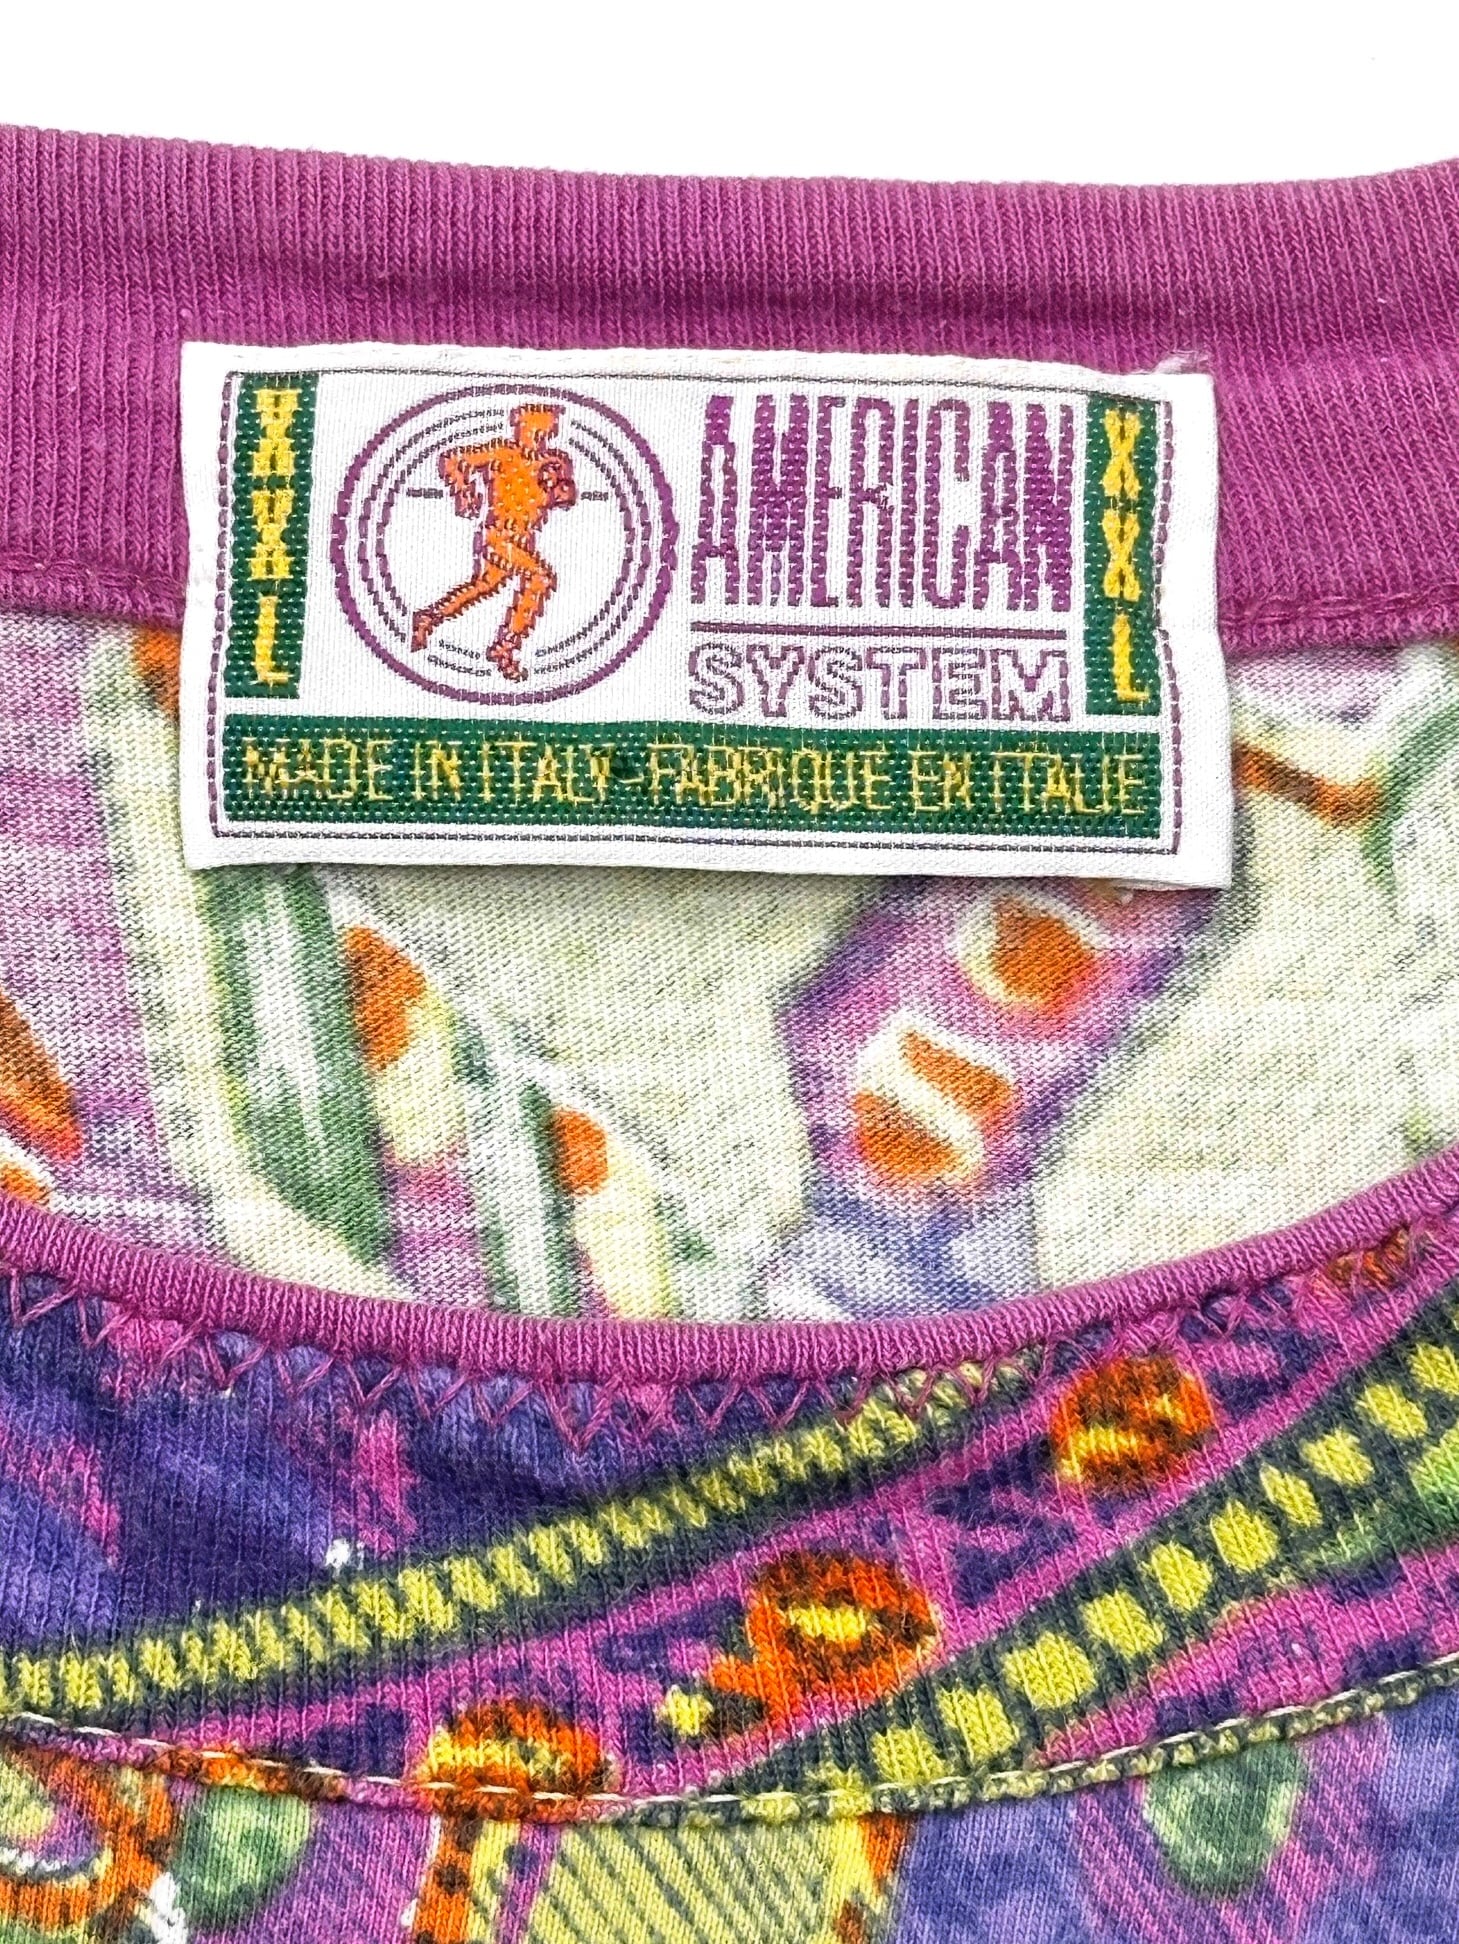 XXL
AMERICAN
SYSTEM
XXL
MADE IN ITALY-FABRIQUE EN ITALIE